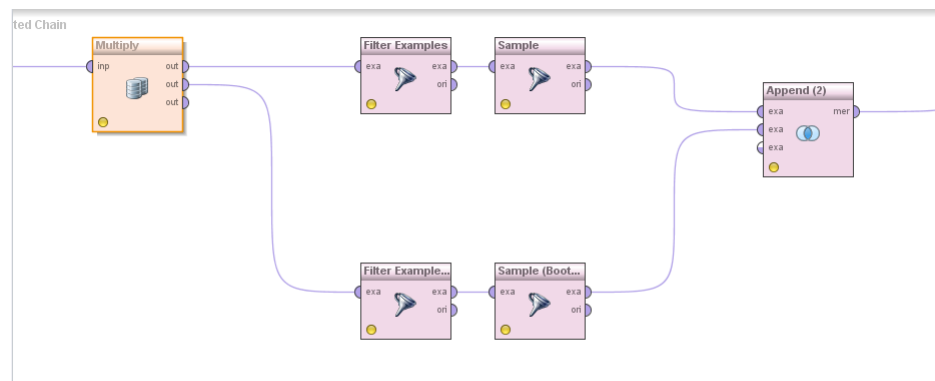 ted Chain
Multiply
inp out
out
out
Filter Examples
exa exa
ori
Sample
exa exa
ori
Append (2)
exa mer
exa
exa
Filter Example...
exa exa
ori
Sample (Boot...
exa exa
ori